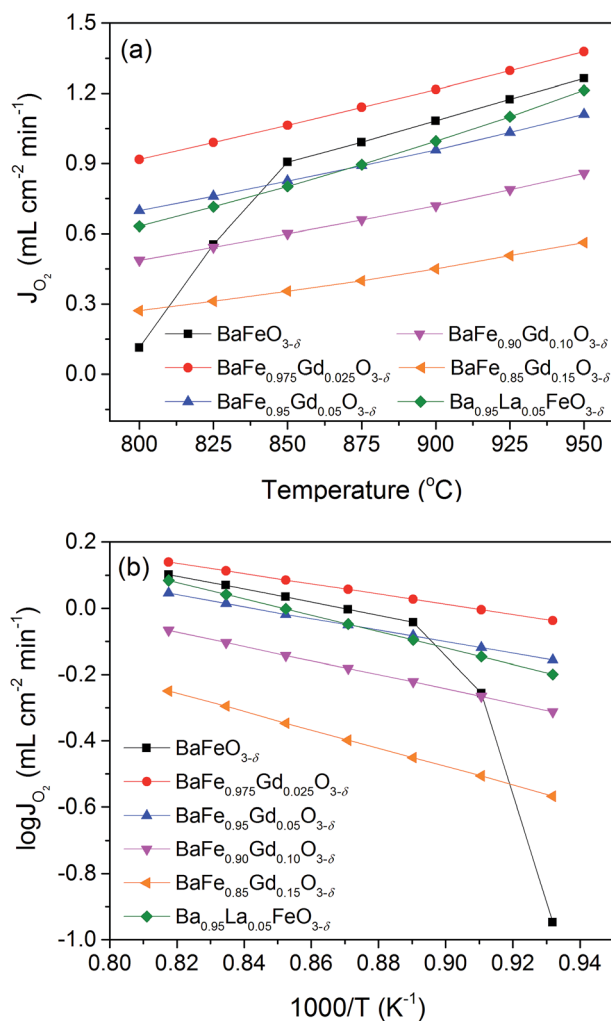 (a)
1.5
1.2
0.9
0.6
0.3
0.0
J_O₂ (mL cm⁻² min⁻¹)
BaFeO₃₋δ
BaFe₀.₉₇₅Gd₀.₀₂₅O₃₋δ
BaFe₀.₉₅Gd₀.₀₅O₃₋δ
BaFe₀.₉₀Gd₀.₁₀O₃₋δ
BaFe₀.₈₅Gd₀.₁₅O₃₋δ
Ba₀.₉₅La₀.₀₅FeO₃₋δ
800 825 850 875 900 925 950
Temperature (°C)
(b)
0.2
0.0
-0.2
-0.4
-0.6
-0.8
-1.0
logJ_O₂ (mL cm⁻² min⁻¹)
BaFeO₃₋δ
BaFe₀.₉₇₅Gd₀.₀₂₅O₃₋δ
BaFe₀.₉₅Gd₀.₀₅O₃₋δ
BaFe₀.₉₀Gd₀.₁₀O₃₋δ
BaFe₀.₈₅Gd₀.₁₅O₃₋δ
Ba₀.₉₅La₀.₀₅FeO₃₋δ
0.80 0.82 0.84 0.86 0.88 0.90 0.92 0.94
1000/T (K⁻¹)